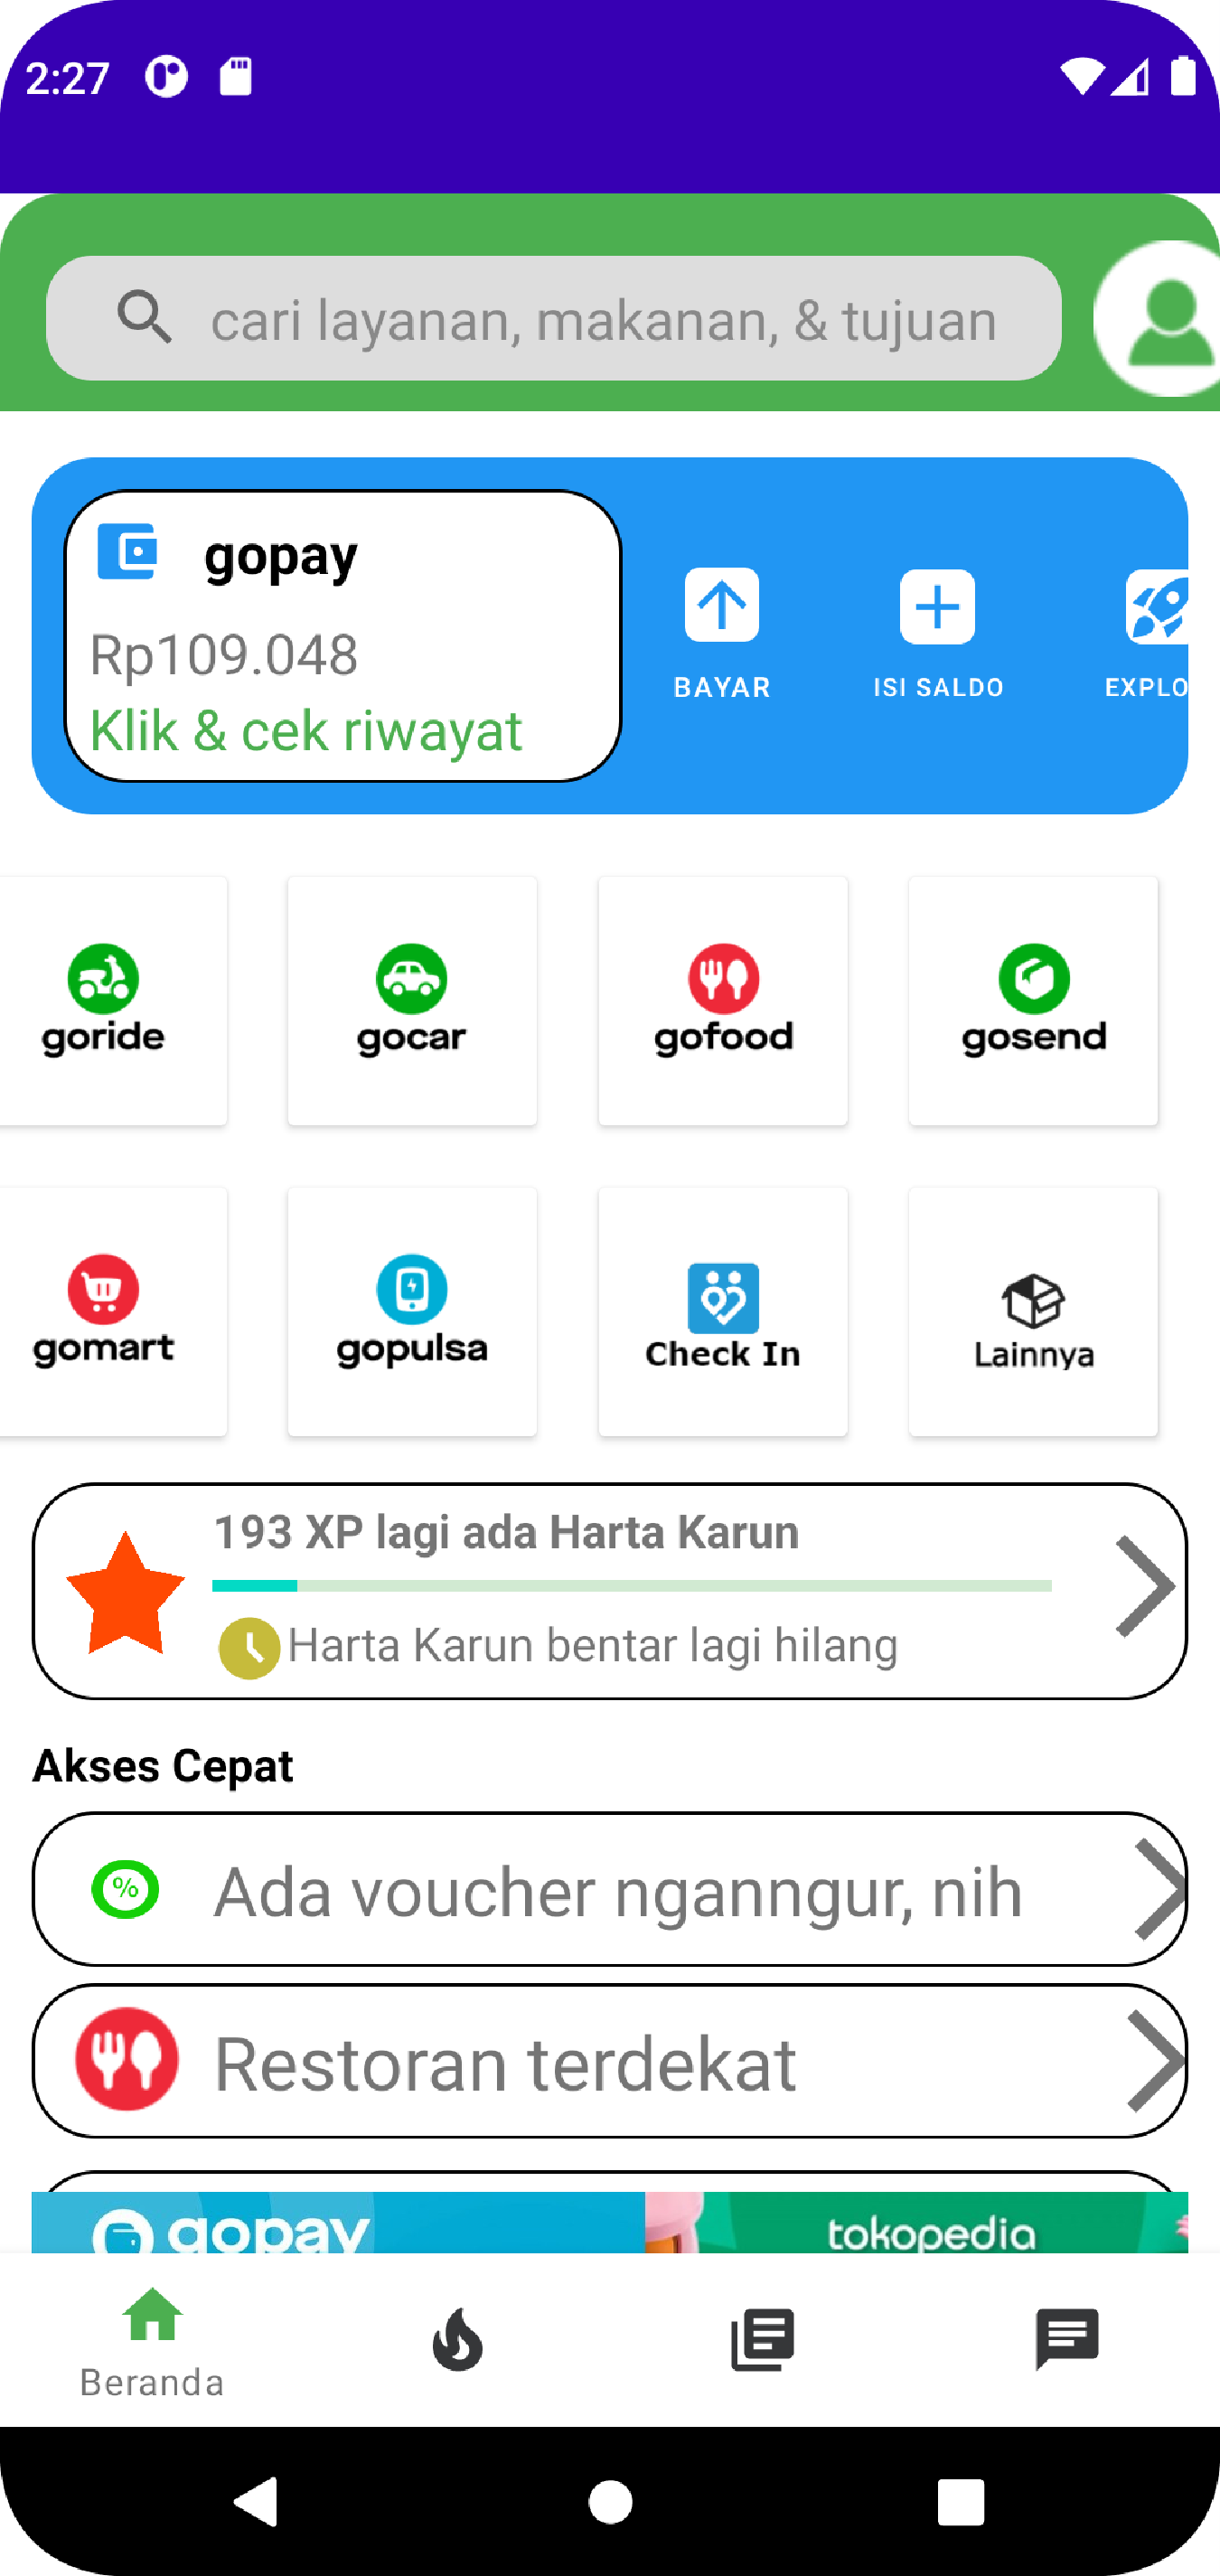 2:27
cari layanan, makanan, & tujuan
gopay
Rp109.048
Klik & cek riwayat
BAYAR
ISI SALDO
EXPLO
goride
gocar
gofood
gosend
gomart
gopulsa
Check In
Lainnya
193 XP lagi ada Harta Karun
Harta Karun bentar lagi hilang
Akses Cepat
%
Ada voucher nganngur, nih
Restoran terdekat
gopay
tokopedia
Beranda